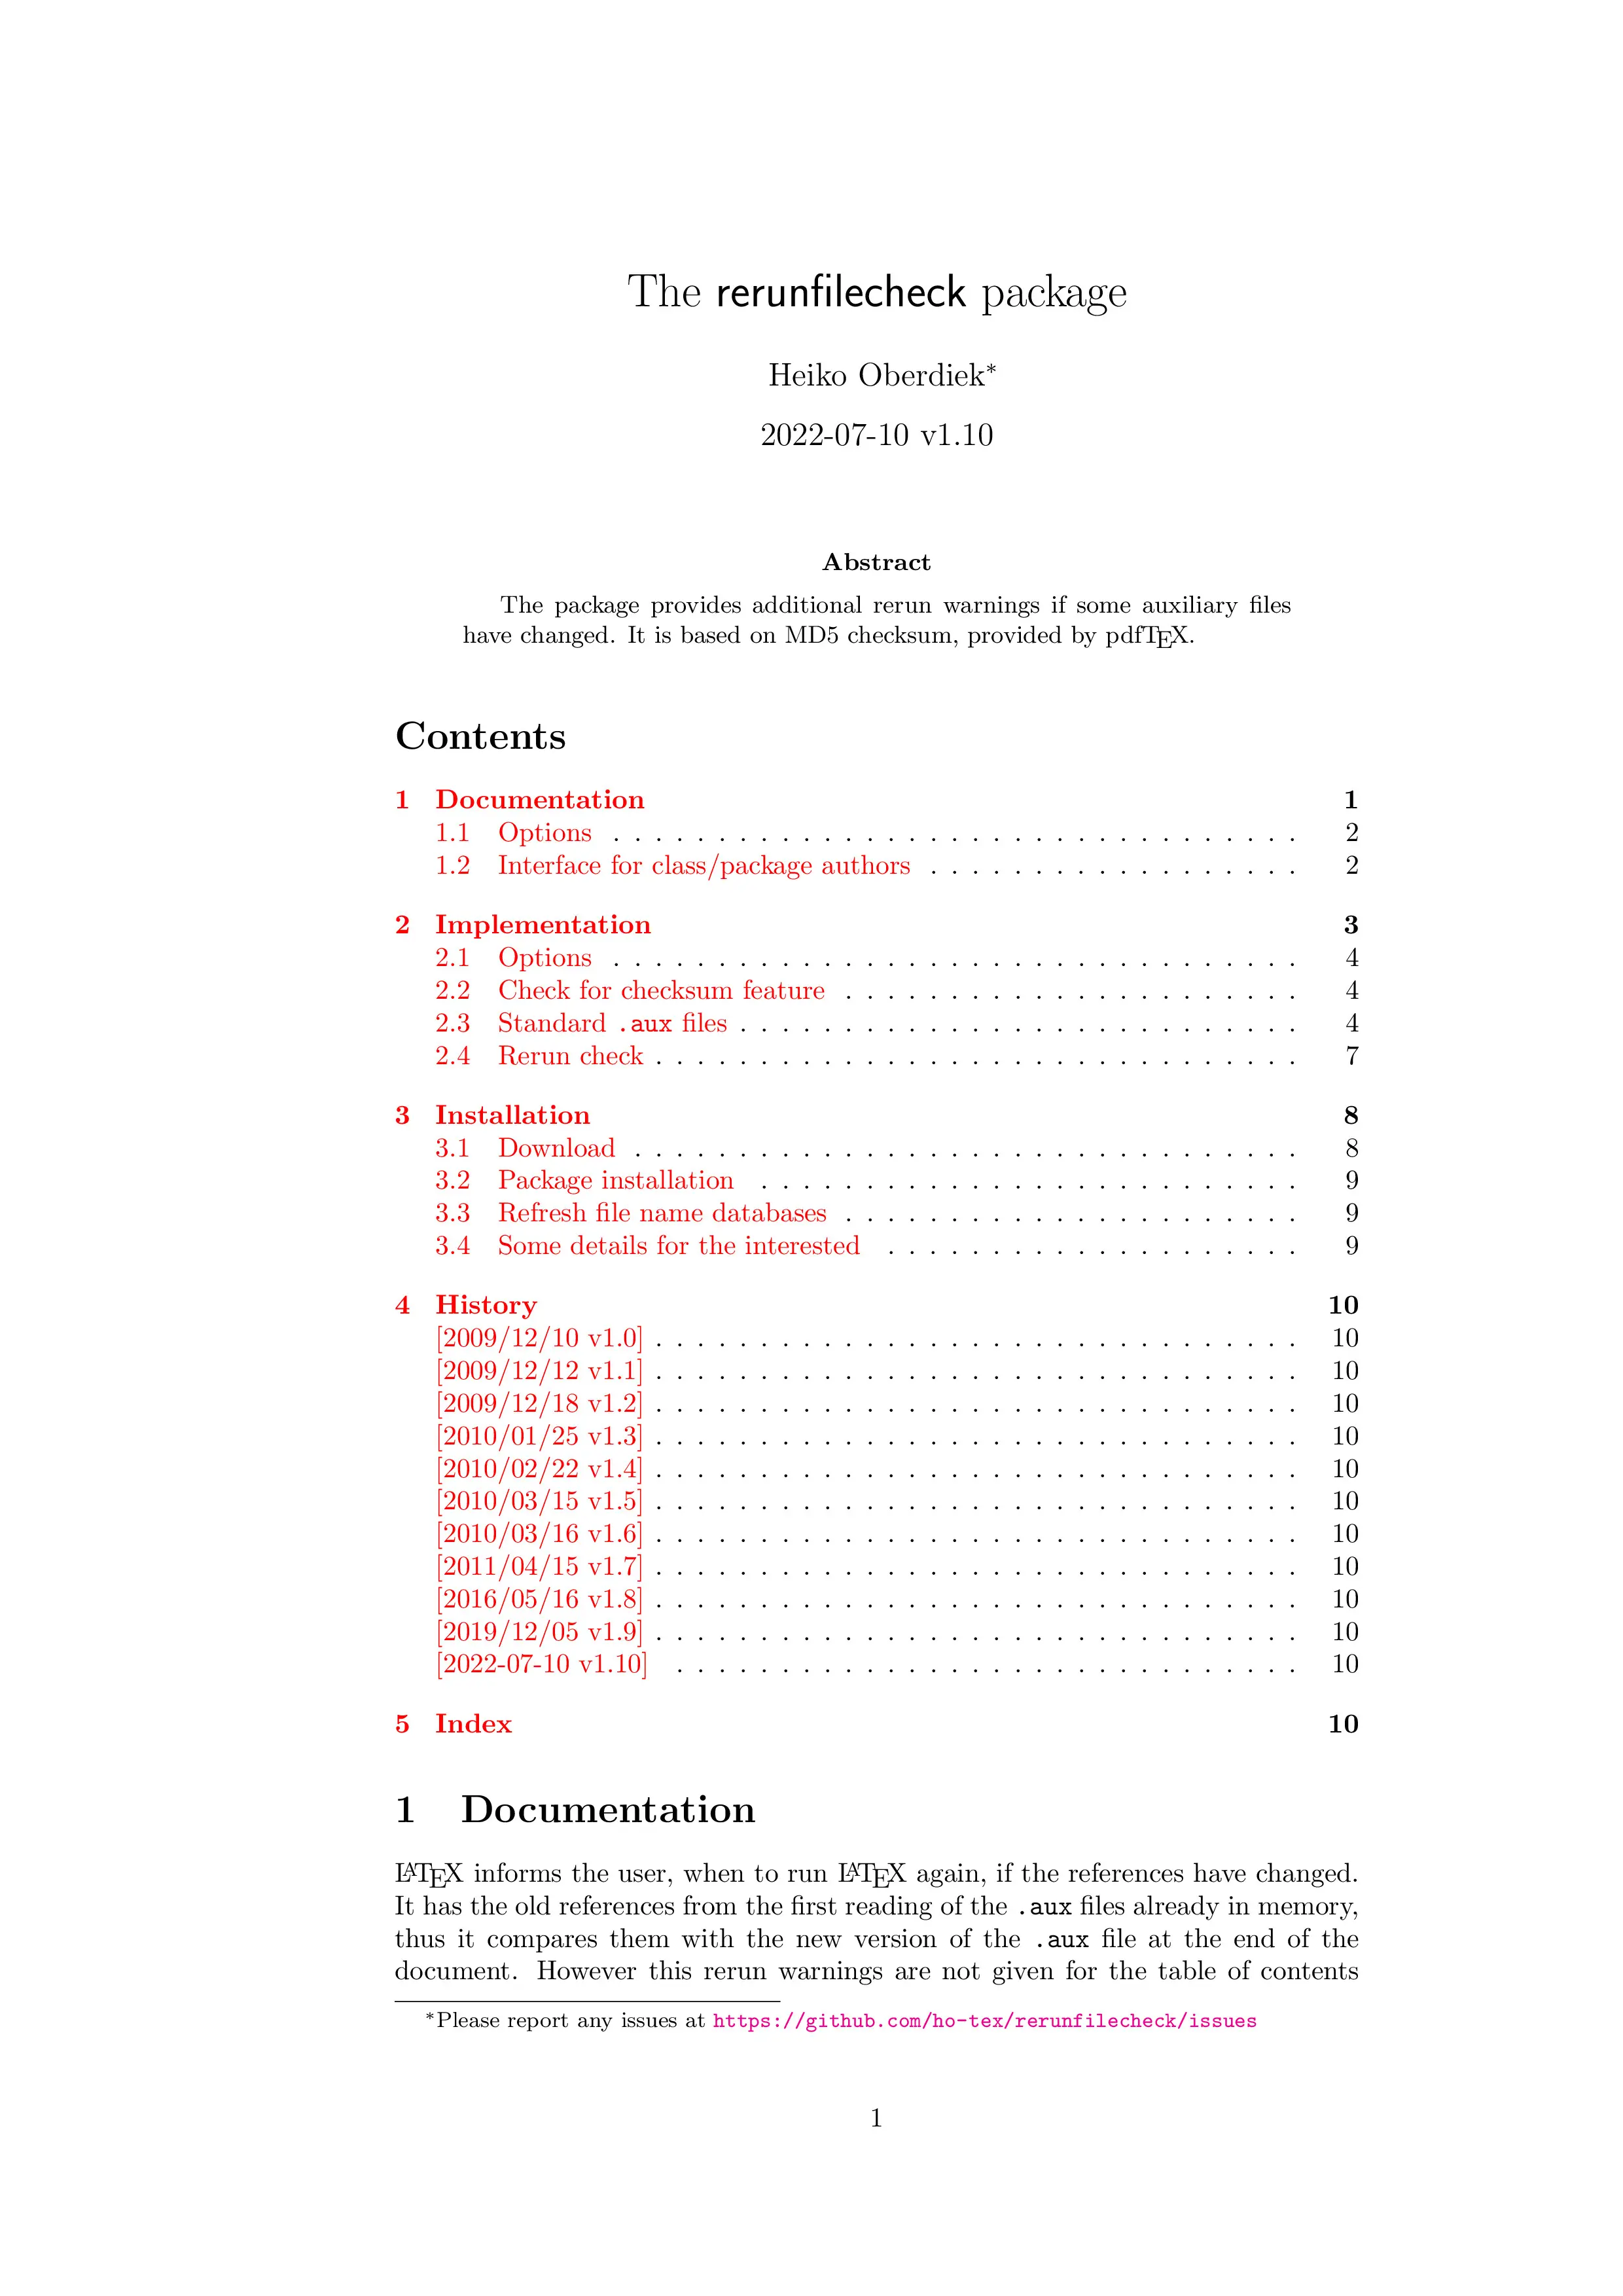 The rerunfilecheck package
Heiko Oberdiek*
2022-07-10 v1.10
Abstract
The package provides additional rerun warnings if some auxiliary files
have changed. It is based on MD5 checksum, provided by pdfTEX.
Contents
1 Documentation 1
1.1 Options . . . . . . . . . . . . . . . . . . . . . . . . . . . . . . . . . 2
1.2 Interface for class/package authors . . . . . . . . . . . . . . . . . . 2
2 Implementation 3
2.1 Options . . . . . . . . . . . . . . . . . . . . . . . . . . . . . . . . . 4
2.2 Check for checksum feature . . . . . . . . . . . . . . . . . . . . . . 4
2.3 Standard .aux files . . . . . . . . . . . . . . . . . . . . . . . . . . . 4
2.4 Rerun check . . . . . . . . . . . . . . . . . . . . . . . . . . . . . . . 7
3 Installation 8
3.1 Download . . . . . . . . . . . . . . . . . . . . . . . . . . . . . . . . 8
3.2 Package installation . . . . . . . . . . . . . . . . . . . . . . . . . . 9
3.3 Refresh file name databases . . . . . . . . . . . . . . . . . . . . . . 9
3.4 Some details for the interested . . . . . . . . . . . . . . . . . . . . 9
4 History 10
[2009/12/10 v1.0] . . . . . . . . . . . . . . . . . . . . . . . . . . . . . . . 10
[2009/12/12 v1.1] . . . . . . . . . . . . . . . . . . . . . . . . . . . . . . . 10
[2009/12/18 v1.2] . . . . . . . . . . . . . . . . . . . . . . . . . . . . . . . 10
[2010/01/25 v1.3] . . . . . . . . . . . . . . . . . . . . . . . . . . . . . . . 10
[2010/02/22 v1.4] . . . . . . . . . . . . . . . . . . . . . . . . . . . . . . . 10
[2010/03/15 v1.5] . . . . . . . . . . . . . . . . . . . . . . . . . . . . . . . 10
[2010/03/16 v1.6] . . . . . . . . . . . . . . . . . . . . . . . . . . . . . . . 10
[2011/04/15 v1.7] . . . . . . . . . . . . . . . . . . . . . . . . . . . . . . . 10
[2016/05/16 v1.8] . . . . . . . . . . . . . . . . . . . . . . . . . . . . . . . 10
[2019/12/05 v1.9] . . . . . . . . . . . . . . . . . . . . . . . . . . . . . . . 10
[2022-07-10 v1.10] . . . . . . . . . . . . . . . . . . . . . . . . . . . . . . 10
5 Index 10
1 Documentation
LATEX informs the user, when to run LATEX again, if the references have changed.
It has the old references from the first reading of the .aux files already in memory,
thus it compares them with the new version of the .aux file at the end of the
document. However this rerun warnings are not given for the table of contents
*Please report any issues at https://github.com/ho-tex/rerunfilecheck/issues
1